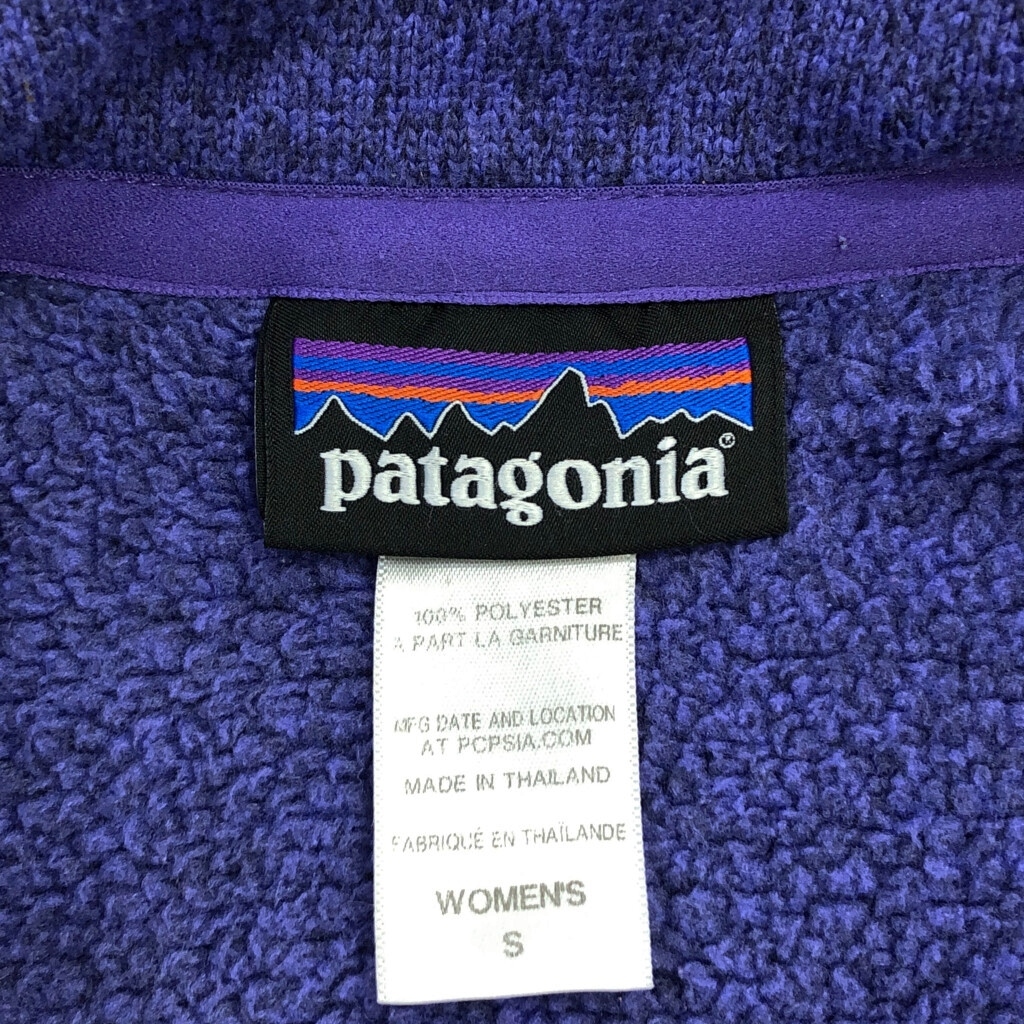 patagonia®
100% POLYESTER
A PART LA GARNITURE
MFG DATE AND LOCATION
AT PCPSIA.COM
MADE IN THAILAND
FABRIQUÉ EN THAÏLANDE
WOMEN'S
S